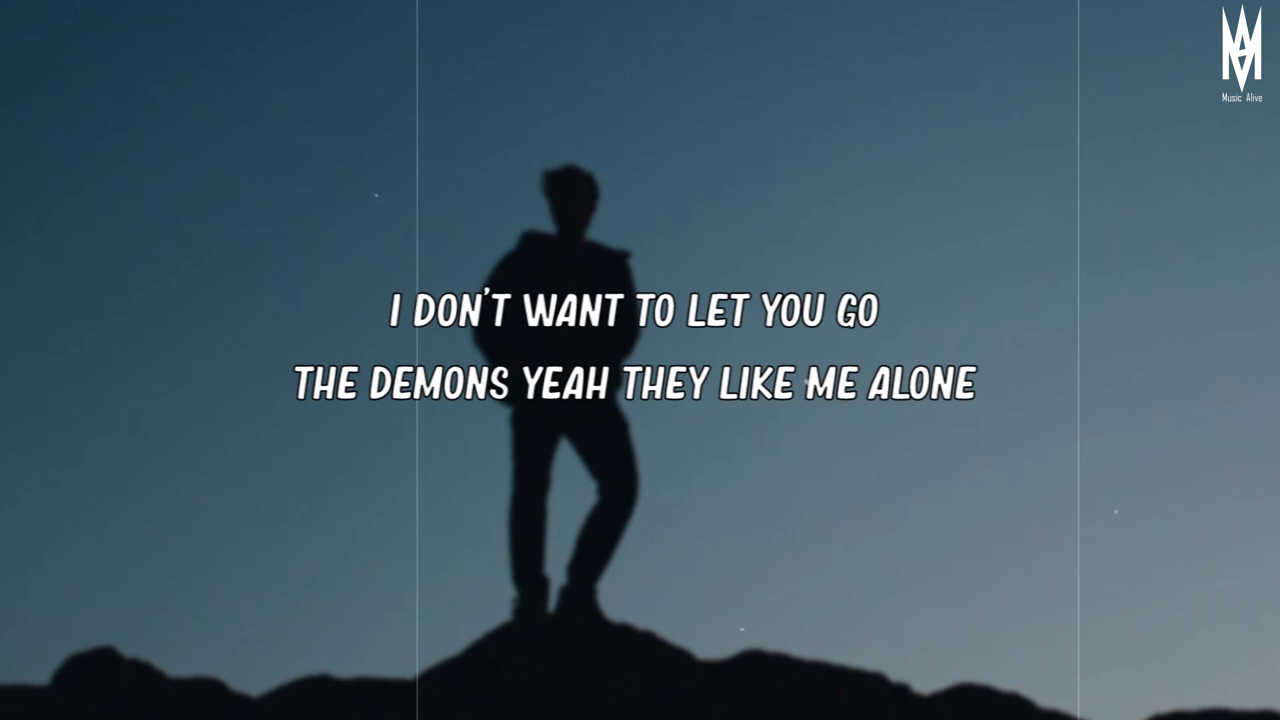 Music Alive
I DON'T WANT TO LET YOU GO
THE DEMONS YEAH THEY LIKE ME ALONE